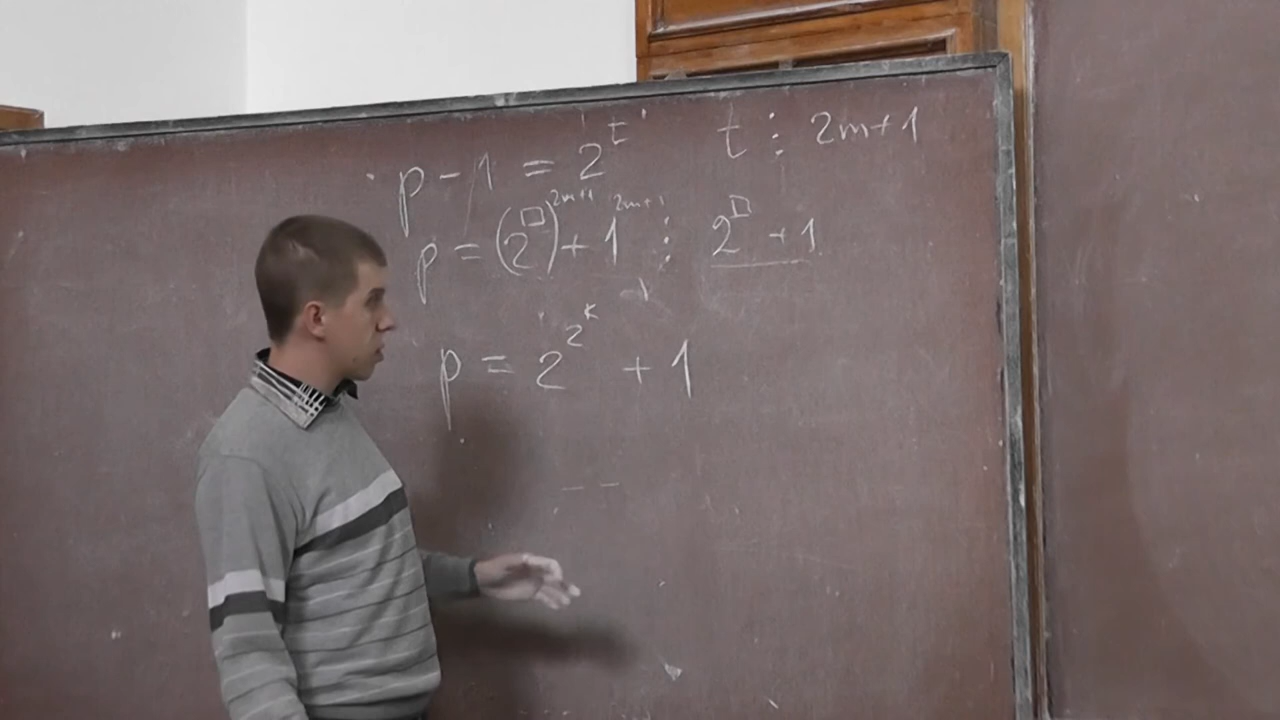 p - 1 = 2^t t ⋮ 2m+1
p = (2^□)^{2m+1} + 1^{2m+1} ⋮ 2^□ + 1
p = 2^{2^k} + 1